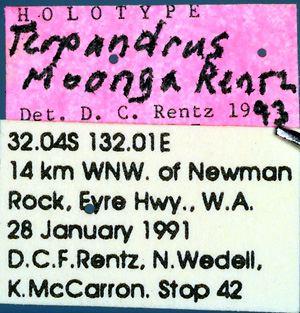 HOLOTYPE
Terpandrus
Moonga Rentz
Det. D. C. Rentz 1993
32.04S 132.01E
14 km WNW. of Newman
Rock, Eyre Hwy., W.A.
28 January 1991
D.C.F.Rentz, N.Wedell,
K.McCarron. Stop 42